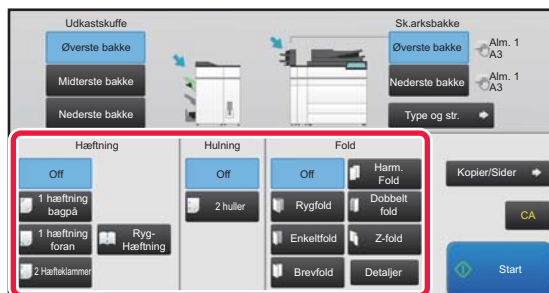 Udkastskuffe
Øverste bakke
Midterste bakke
Nederste bakke
Sk.arksbakke
Øverste bakke
Alm. 1
A3
Nederste bakke
Alm. 1
A3
Type og str.
Hæftning
Off
1 hæftning
bagpå
1 hæftning
foran
2 Hæfteklammer
Ryg-
Hæftning
Hulning
Off
2 huller
Fold
Off
Rygfold
Enkeltfold
Brevfold
Harm.
Fold
Dobbelt
fold
Z-fold
Detaljer
Kopier/Sider
CA
Start